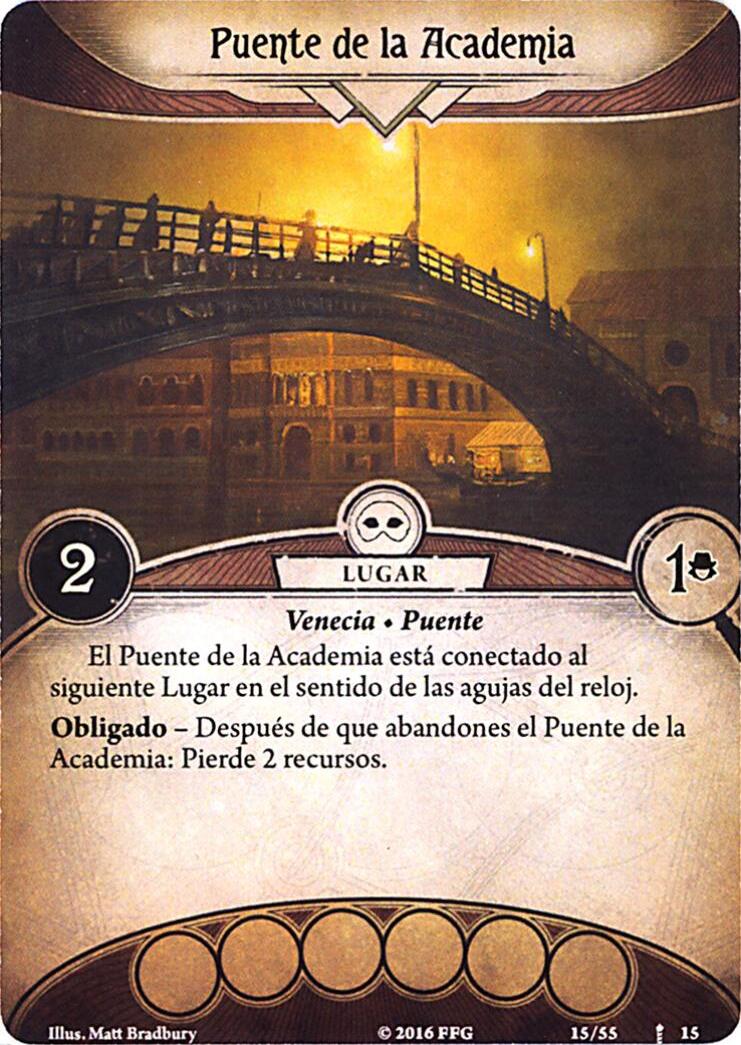 Puente de la Academia
2
LUGAR
1
Venecia • Puente
El Puente de la Academia está conectado al
siguiente Lugar en el sentido de las agujas del reloj.
Obligado – Después de que abandones el Puente de la
Academia: Pierde 2 recursos.
Illus. Matt Bradbury © 2016 FFG 15/55 15